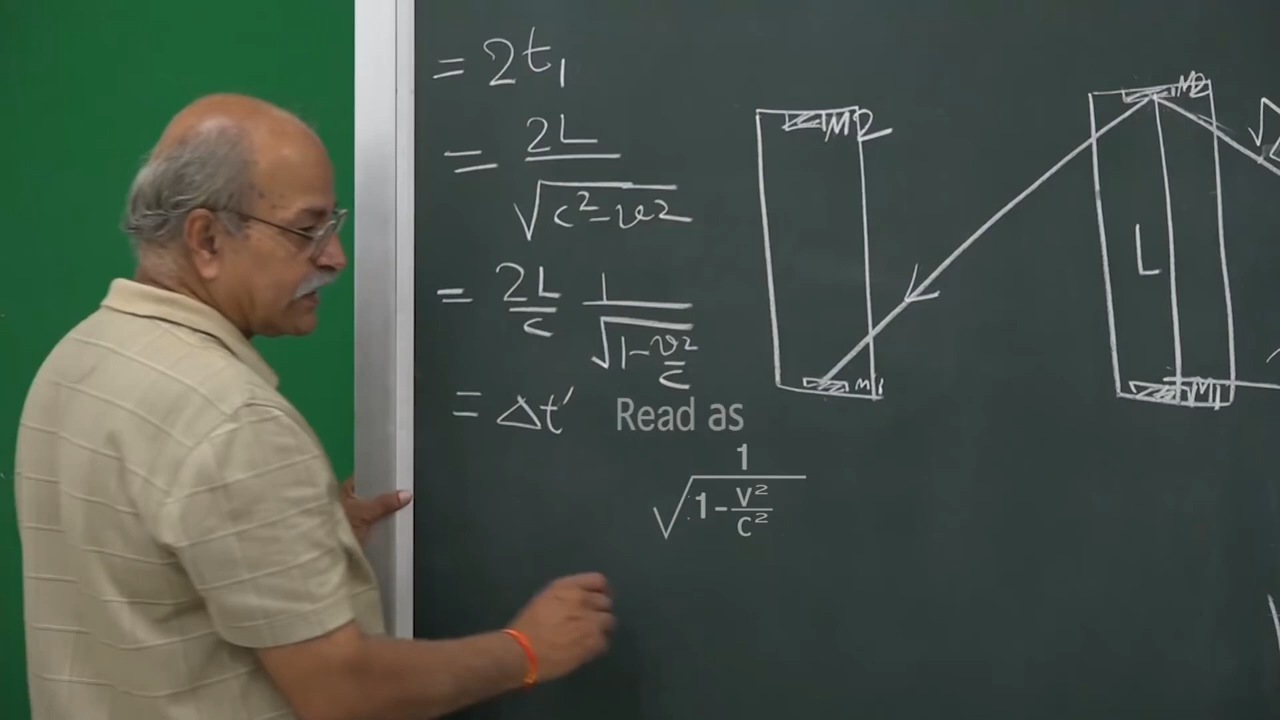 = 2t₁
= 2L / √(c²-v²)
= 2L/c 1/√(1-v²/c)
= Δt′ Read as
1/√(1-v²/c²)
M2
M1
M2
L
M1